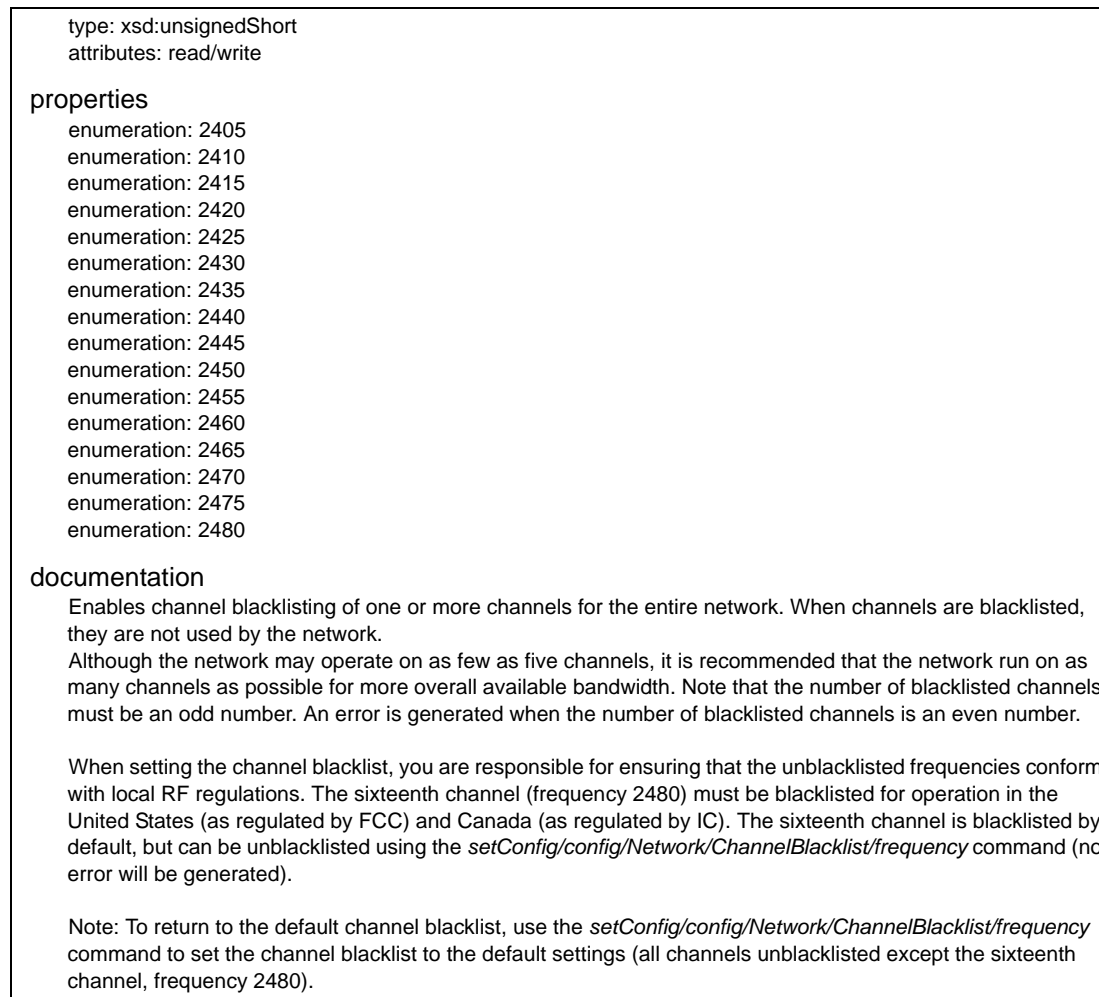 type: xsd:unsignedShort
attributes: read/write
properties
enumeration: 2405
enumeration: 2410
enumeration: 2415
enumeration: 2420
enumeration: 2425
enumeration: 2430
enumeration: 2435
enumeration: 2440
enumeration: 2445
enumeration: 2450
enumeration: 2455
enumeration: 2460
enumeration: 2465
enumeration: 2470
enumeration: 2475
enumeration: 2480
documentation
Enables channel blacklisting of one or more channels for the entire network. When channels are blacklisted,
they are not used by the network.
Although the network may operate on as few as five channels, it is recommended that the network run on as
many channels as possible for more overall available bandwidth. Note that the number of blacklisted channels
must be an odd number. An error is generated when the number of blacklisted channels is an even number.
When setting the channel blacklist, you are responsible for ensuring that the unblacklisted frequencies conform
with local RF regulations. The sixteenth channel (frequency 2480) must be blacklisted for operation in the
United States (as regulated by FCC) and Canada (as regulated by IC). The sixteenth channel is blacklisted by
default, but can be unblacklisted using the setConfig/config/Network/ChannelBlacklist/frequency command (no
error will be generated).
Note: To return to the default channel blacklist, use the setConfig/config/Network/ChannelBlacklist/frequency
command to set the channel blacklist to the default settings (all channels unblacklisted except the sixteenth
channel, frequency 2480).